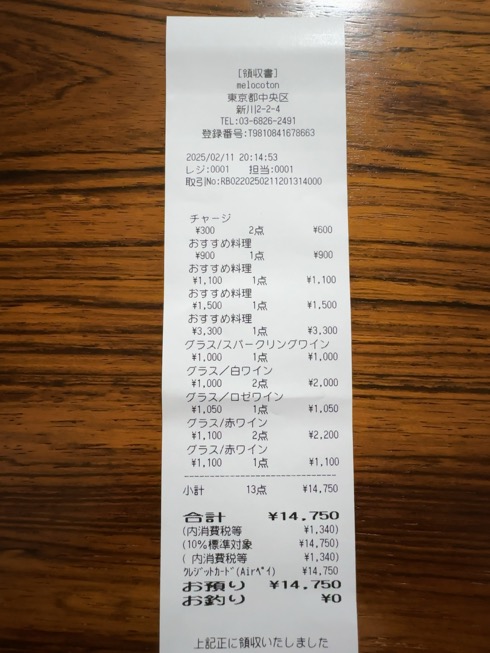 [領収書]
melocoton
東京都中央区
新川2-2-4
TEL:03-6826-2491
登録番号:T9810841678663
2025/02/11 20:14:53
レジ:0001 担当:0001
取引No:RB0220250211201314000
チャージ
¥300 2点 ¥600
おすすめ料理
¥900 1点 ¥900
おすすめ料理
¥1,100 1点 ¥1,100
おすすめ料理
¥1,500 1点 ¥1,500
おすすめ料理
¥3,300 1点 ¥3,300
グラス/スパークリングワイン
¥1,000 1点 ¥1,000
グラス／白ワイン
¥1,000 2点 ¥2,000
グラス／ロゼワイン
¥1,050 1点 ¥1,050
グラス/赤ワイン
¥1,100 2点 ¥2,200
グラス/赤ワイン
¥1,100 1点 ¥1,100
小計 13点 ¥14,750
合計 ¥14,750
(内消費税等 ¥1,340)
(10%標準対象 ¥14,750)
( 内消費税等 ¥1,340)
ｸﾚｼﾞｯﾄｶｰﾄﾞ(Airﾍﾟｲ) ¥14,750
お預り ¥14,750
お釣り ¥0
上記正に領収いたしました